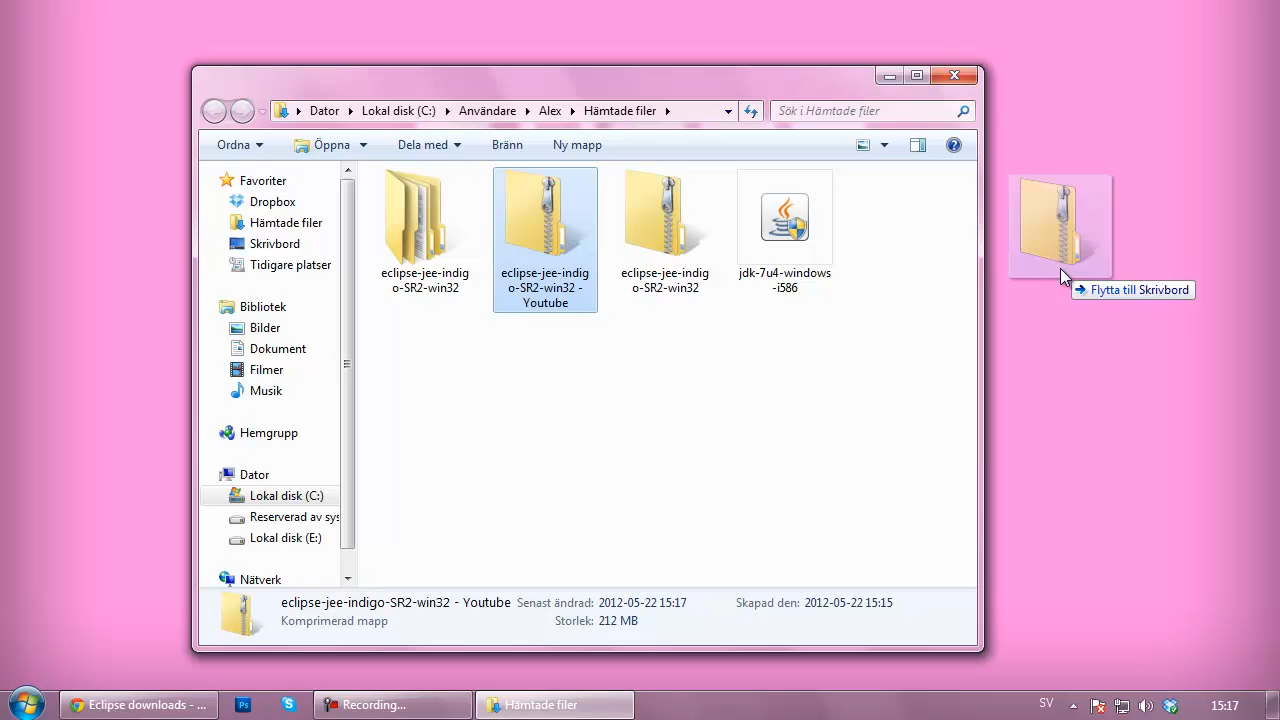 Dator
Lokal disk (C:)
Användare
Alex
Hämtade filer
Sök i Hämtade filer
Ordna
Öppna
Dela med
Bränn
Ny mapp
Favoriter
Dropbox
Hämtade filer
Skrivbord
Tidigare platser
Bibliotek
Bilder
Dokument
Filmer
Musik
Hemgrupp
Dator
Lokal disk (C:)
Reserverad av sys
Lokal disk (E:)
Nätverk
eclipse-jee-indig
o-SR2-win32
eclipse-jee-indig
o-SR2-win32 -
Youtube
eclipse-jee-indig
o-SR2-win32
jdk-7u4-windows
-i586
Flytta till Skrivbord
eclipse-jee-indigo-SR2-win32 - Youtube
Senast ändrad: 2012-05-22 15:17
Skapad den: 2012-05-22 15:15
Komprimerad mapp
Storlek: 212 MB
Eclipse downloads - ...
Ps
Recording...
Hämtade filer
SV
15:17